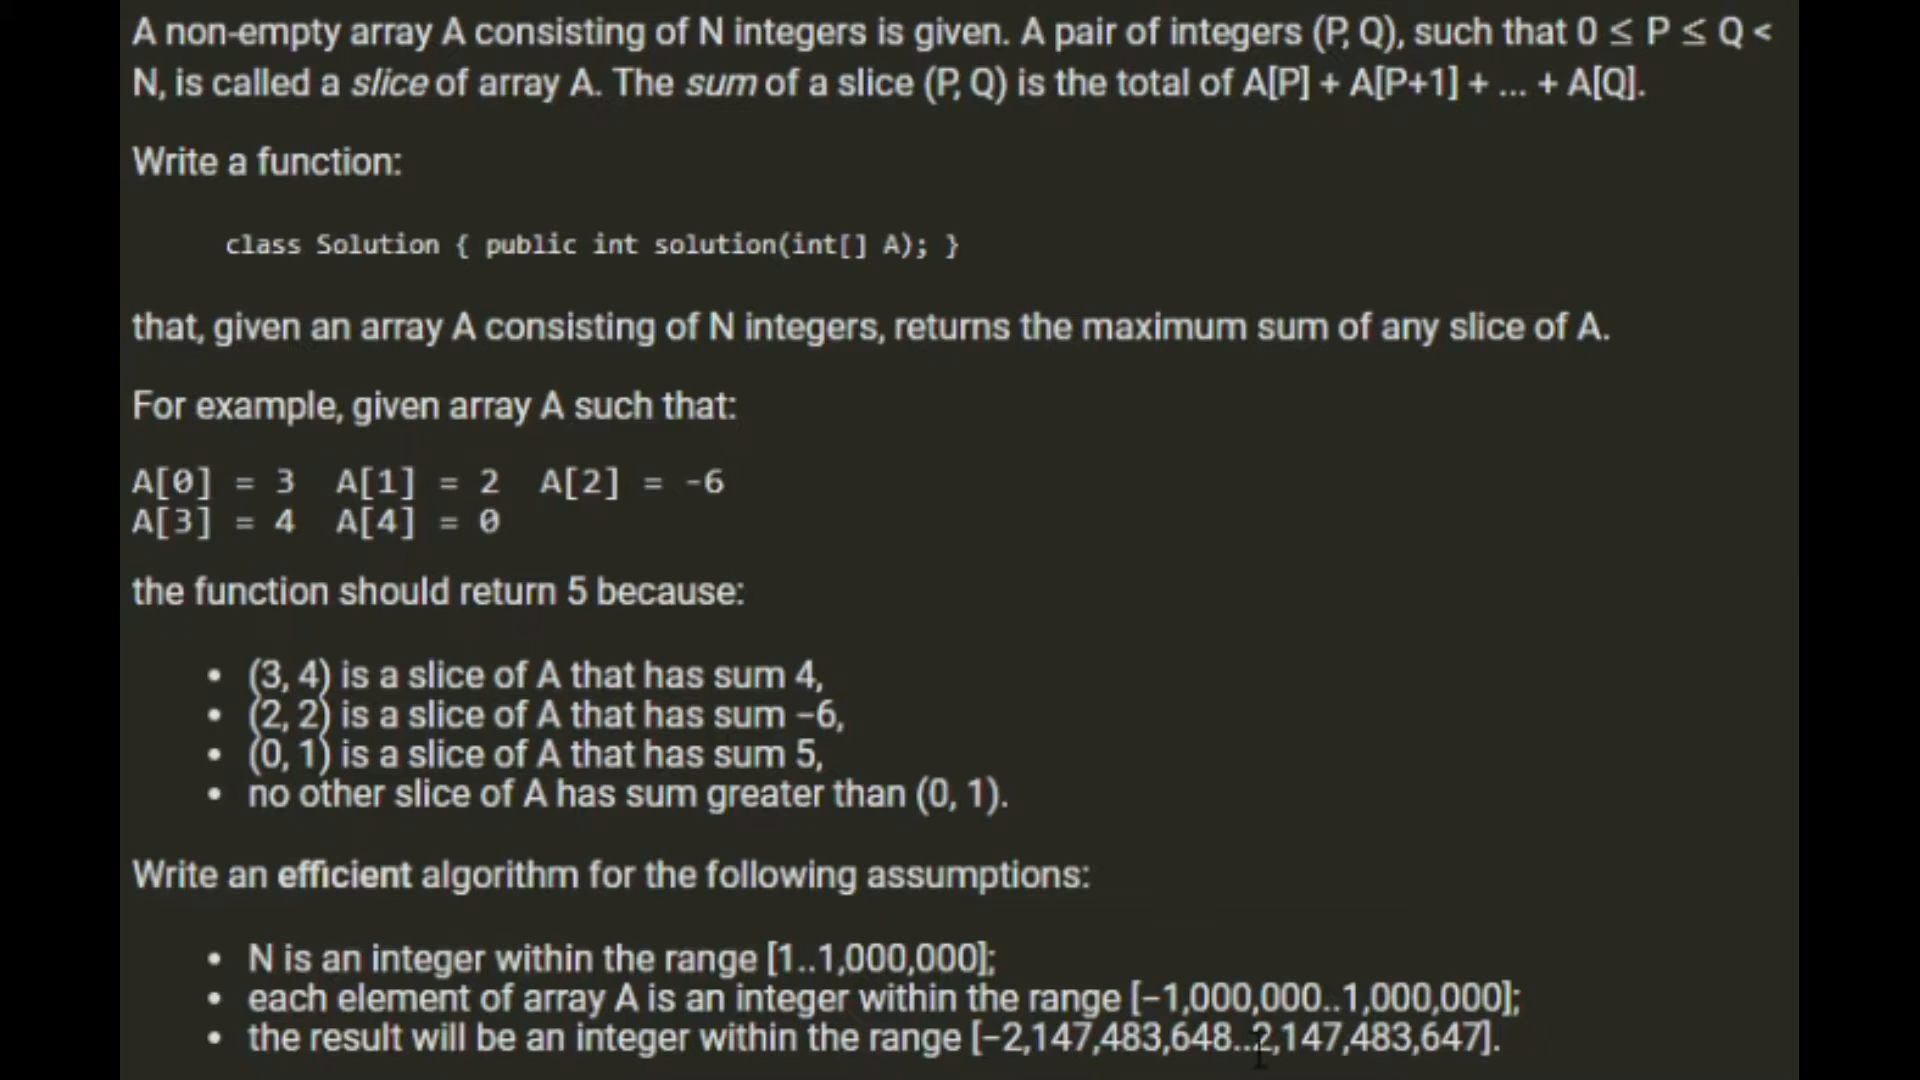 A non-empty array A consisting of N integers is given. A pair of integers (P, Q), such that 0 ≤ P ≤ Q <
N, is called a slice of array A. The sum of a slice (P, Q) is the total of A[P] + A[P+1] + ... + A[Q].
Write a function:
class Solution { public int solution(int[] A); }
that, given an array A consisting of N integers, returns the maximum sum of any slice of A.
For example, given array A such that:
A[0] = 3 A[1] = 2 A[2] = -6
A[3] = 4 A[4] = 0
the function should return 5 because:
• (3, 4) is a slice of A that has sum 4,
• (2, 2) is a slice of A that has sum −6,
• (0, 1) is a slice of A that has sum 5,
• no other slice of A has sum greater than (0, 1).
Write an efficient algorithm for the following assumptions:
• N is an integer within the range [1..1,000,000];
• each element of array A is an integer within the range [−1,000,000..1,000,000];
• the result will be an integer within the range [−2,147,483,648..2,147,483,647].